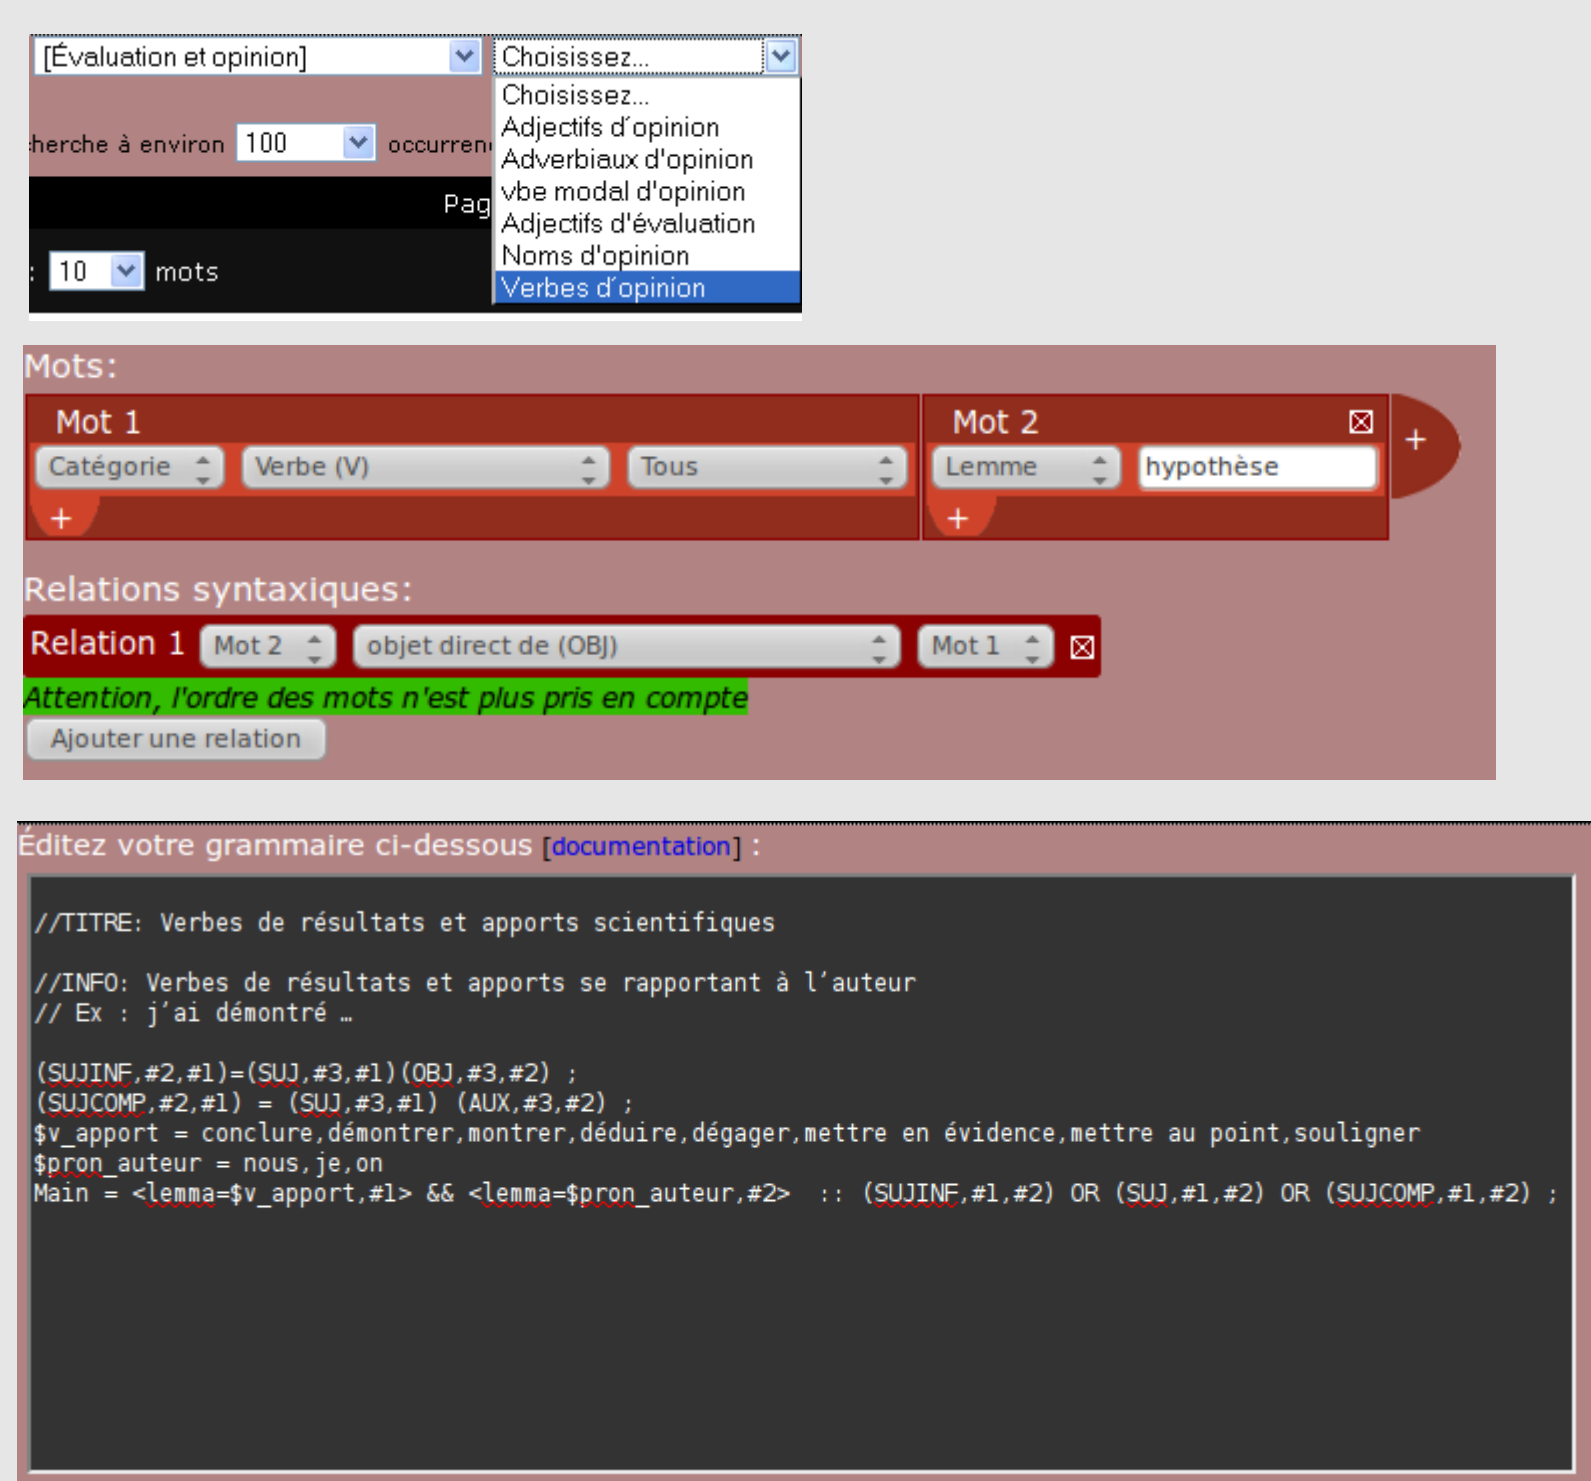 [Évaluation et opinion] Choisissez...
Choisissez...
Adjectifs d´opinion
herche à environ 100 occurren
Adverbiaux d'opinion
vbe modal d'opinion
Pag
Adjectifs d'évaluation
Noms d'opinion
: 10 mots
Verbes d´opinion
Mots:
Mot 1 Mot 2
Catégorie Verbe (V) Tous Lemme hypothèse +
+ +
Relations syntaxiques:
Relation 1 Mot 2 objet direct de (OBJ) Mot 1
Attention, l'ordre des mots n'est plus pris en compte
Ajouter une relation
Éditez votre grammaire ci-dessous [documentation] :
//TITRE: Verbes de résultats et apports scientifiques
//INFO: Verbes de résultats et apports se rapportant à l’auteur
// Ex : j’ai démontré …
(SUJINF,#2,#1)=(SUJ,#3,#1)(OBJ,#3,#2) ;
(SUJCOMP,#2,#1) = (SUJ,#3,#1) (AUX,#3,#2) ;
$v_apport = conclure,démontrer,montrer,déduire,dégager,mettre en évidence,mettre au point,souligner
$pron_auteur = nous,je,on
Main = <lemma=$v_apport,#1> && <lemma=$pron_auteur,#2>  :: (SUJINF,#1,#2) OR (SUJ,#1,#2) OR (SUJCOMP,#1,#2) ;